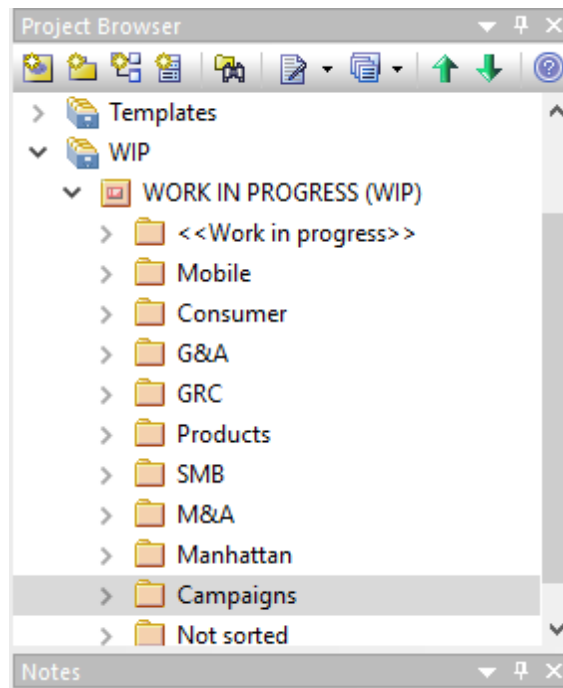 Project Browser
Templates
WIP
WORK IN PROGRESS (WIP)
<<Work in progress>>
Mobile
Consumer
G&A
GRC
Products
SMB
M&A
Manhattan
Campaigns
Not sorted
Notes